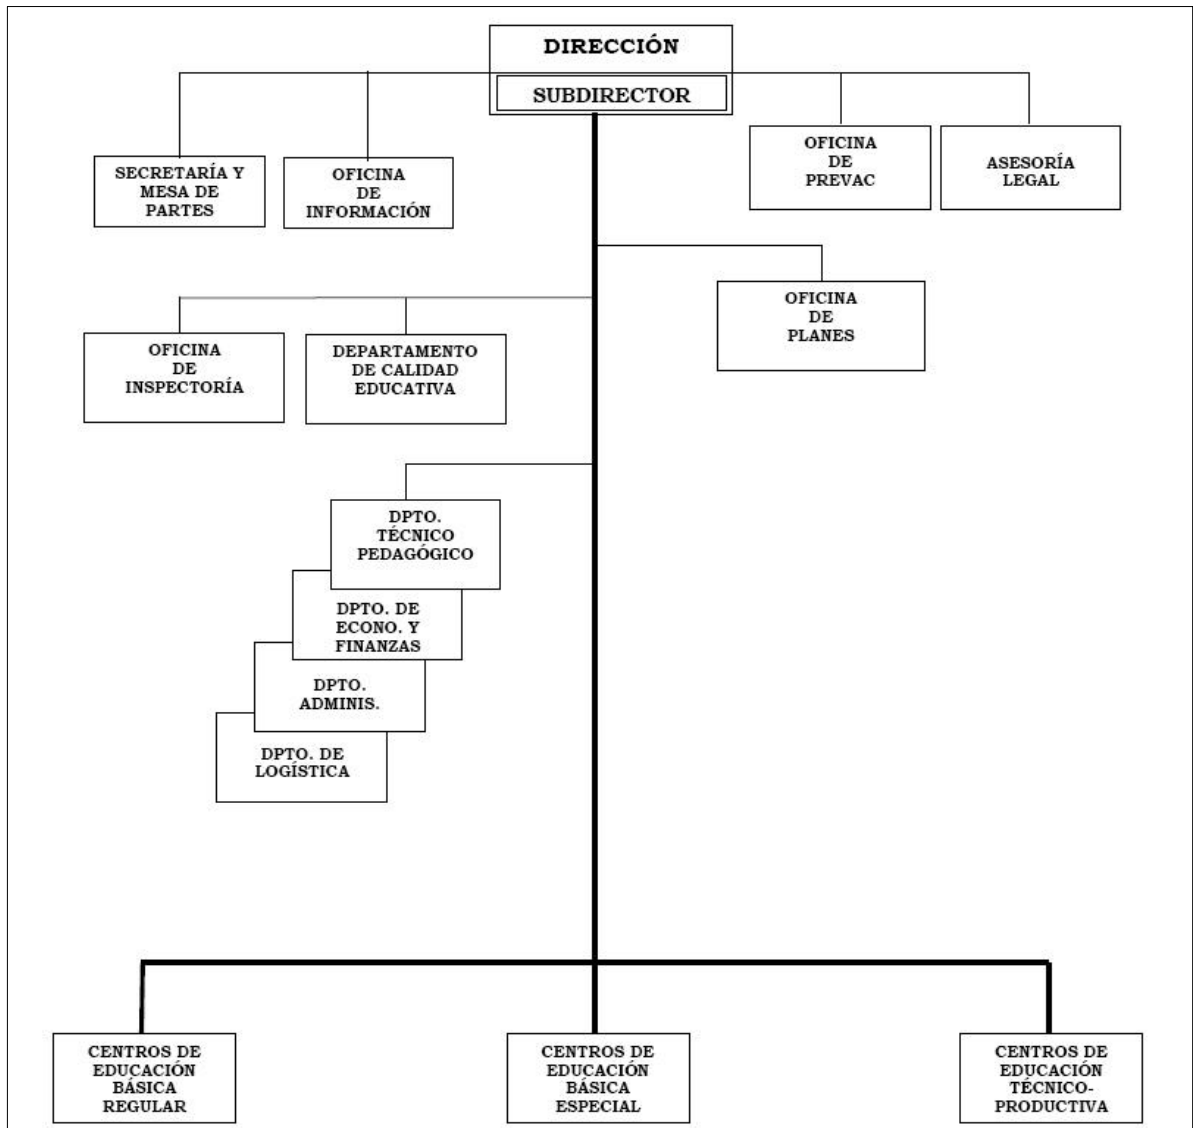 DIRECCIÓN
SUBDIRECTOR
SECRETARÍA Y
MESA DE
PARTES
OFICINA
DE
INFORMACIÓN
OFICINA
DE
PREVAC
ASESORÍA
LEGAL
OFICINA
DE
PLANES
OFICINA
DE
INSPECTORÍA
DEPARTAMENTO
DE CALIDAD
EDUCATIVA
DPTO.
TÉCNICO
PEDAGÓGICO
DPTO. DE
ECONO. Y
FINANZAS
DPTO.
ADMINIS.
DPTO. DE
LOGÍSTICA
CENTROS DE
EDUCACIÓN
BÁSICA
REGULAR
CENTROS DE
EDUCACIÓN
BÁSICA
ESPECIAL
CENTROS DE
EDUCACIÓN
TÉCNICO-
PRODUCTIVA